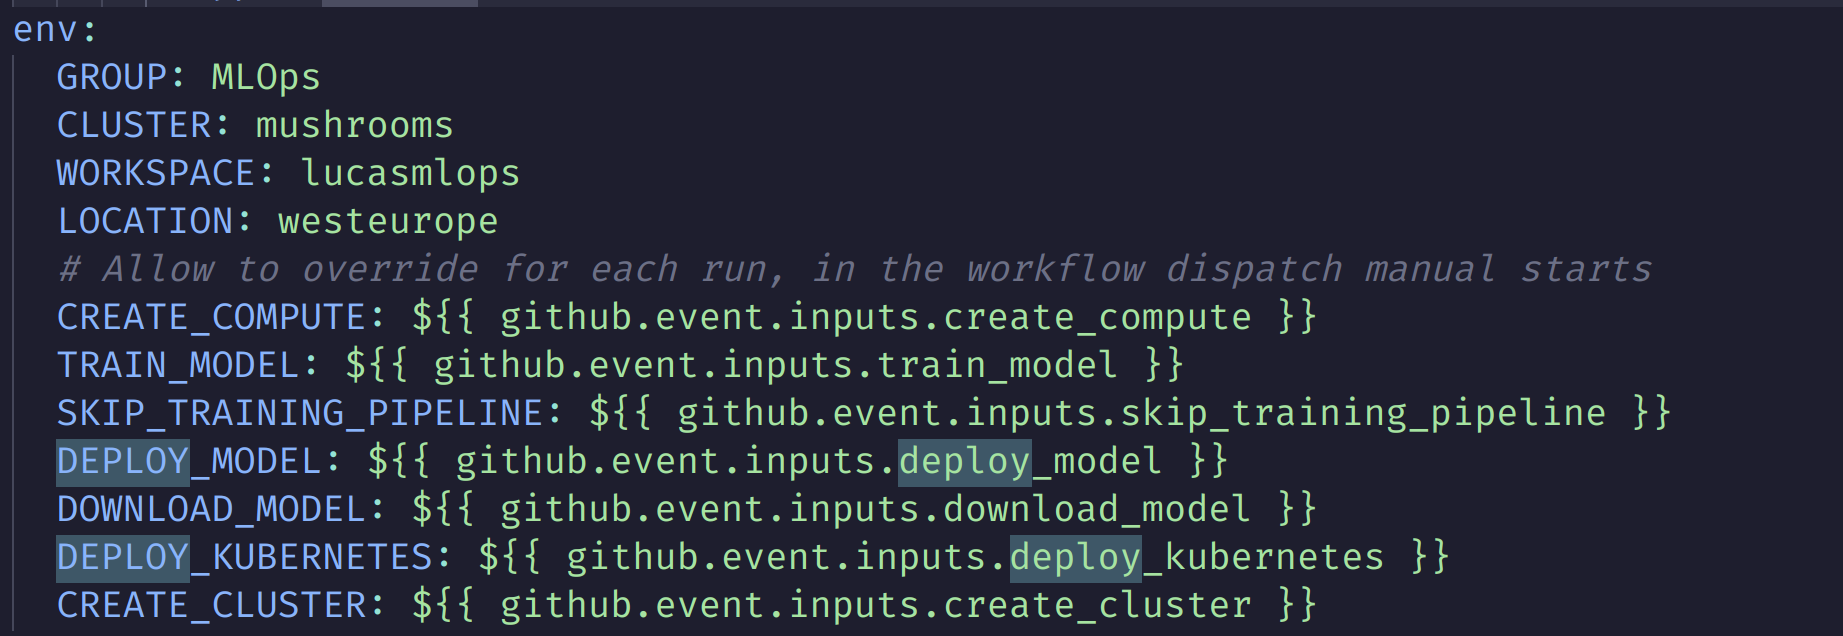 env:
  GROUP: MLOps
  CLUSTER: mushrooms
  WORKSPACE: lucasmlops
  LOCATION: westeurope
  # Allow to override for each run, in the workflow dispatch manual starts
  CREATE_COMPUTE: ${{ github.event.inputs.create_compute }}
  TRAIN_MODEL: ${{ github.event.inputs.train_model }}
  SKIP_TRAINING_PIPELINE: ${{ github.event.inputs.skip_training_pipeline }}
  DEPLOY_MODEL: ${{ github.event.inputs.deploy_model }}
  DOWNLOAD_MODEL: ${{ github.event.inputs.download_model }}
  DEPLOY_KUBERNETES: ${{ github.event.inputs.deploy_kubernetes }}
  CREATE_CLUSTER: ${{ github.event.inputs.create_cluster }}